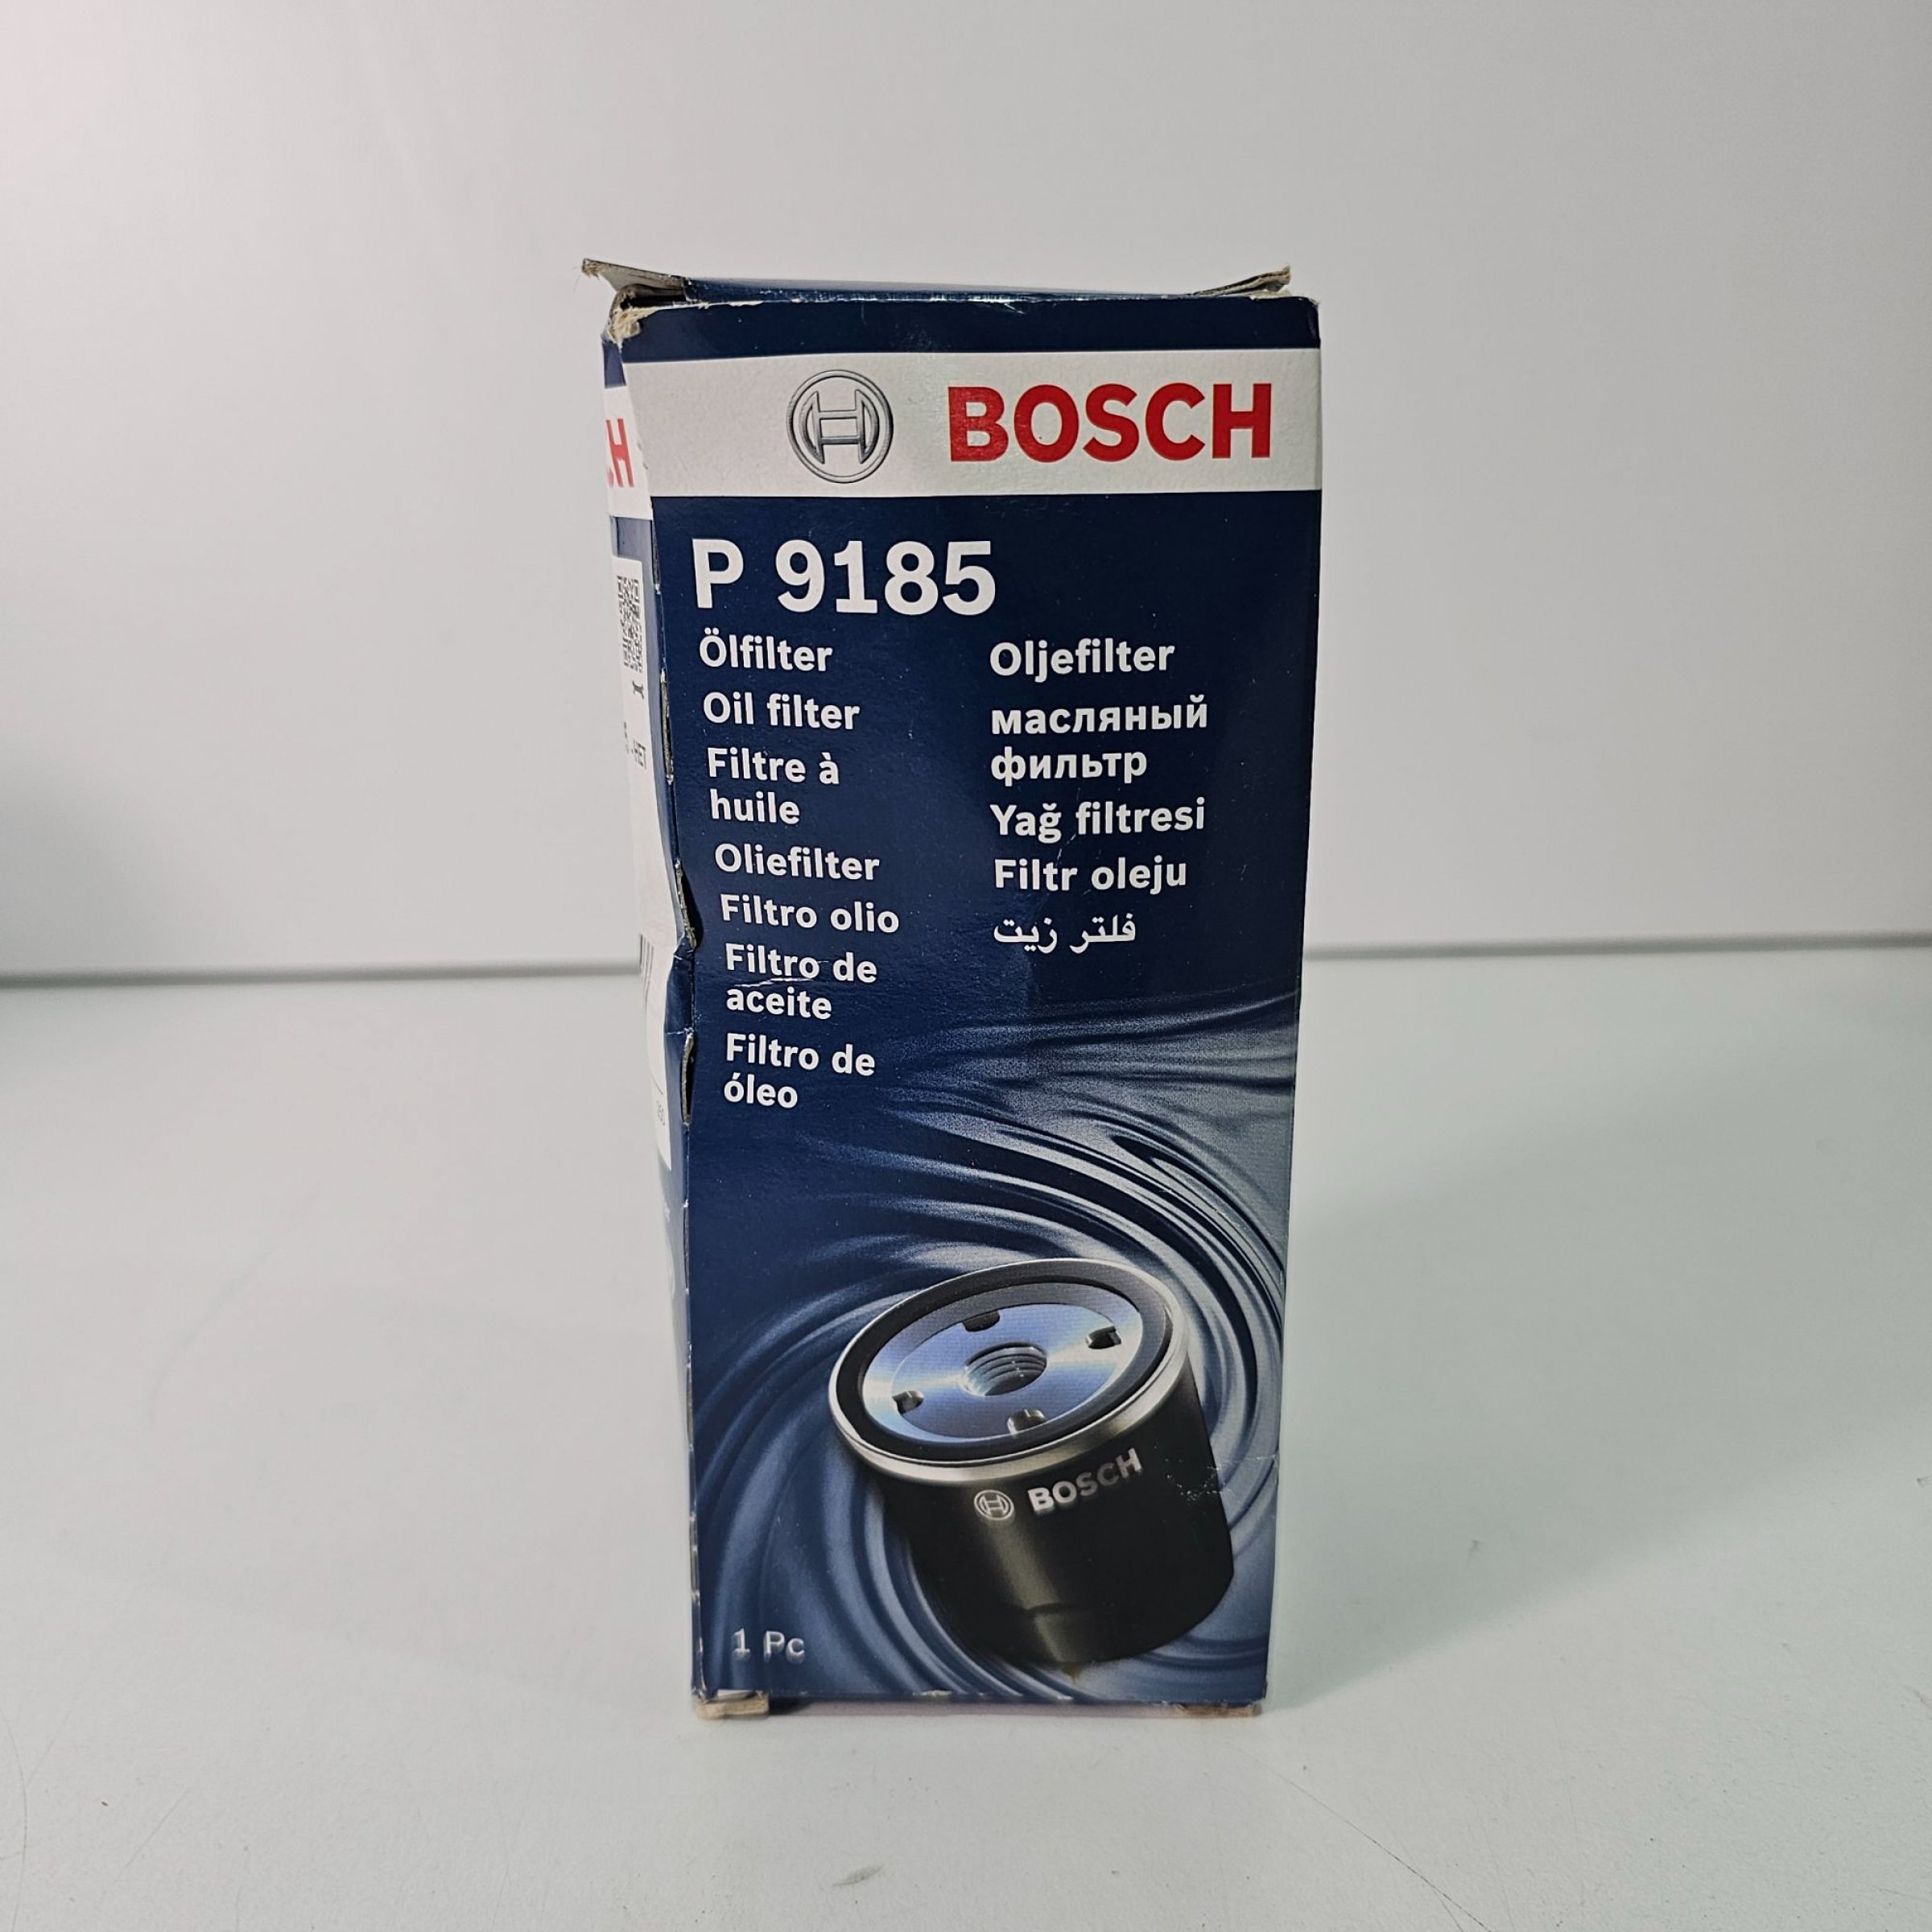 BOSCH
CH
P 9185
Ölfilter
Oil filter
Filtre à
huile
Oliefilter
Filtro olio
Filtro de
aceite
Filtro de
óleo
Oljefilter
масляный
фильтр
Yağ filtresi
Filtr oleju
فلتر زيت
BOSCH
1 Pc